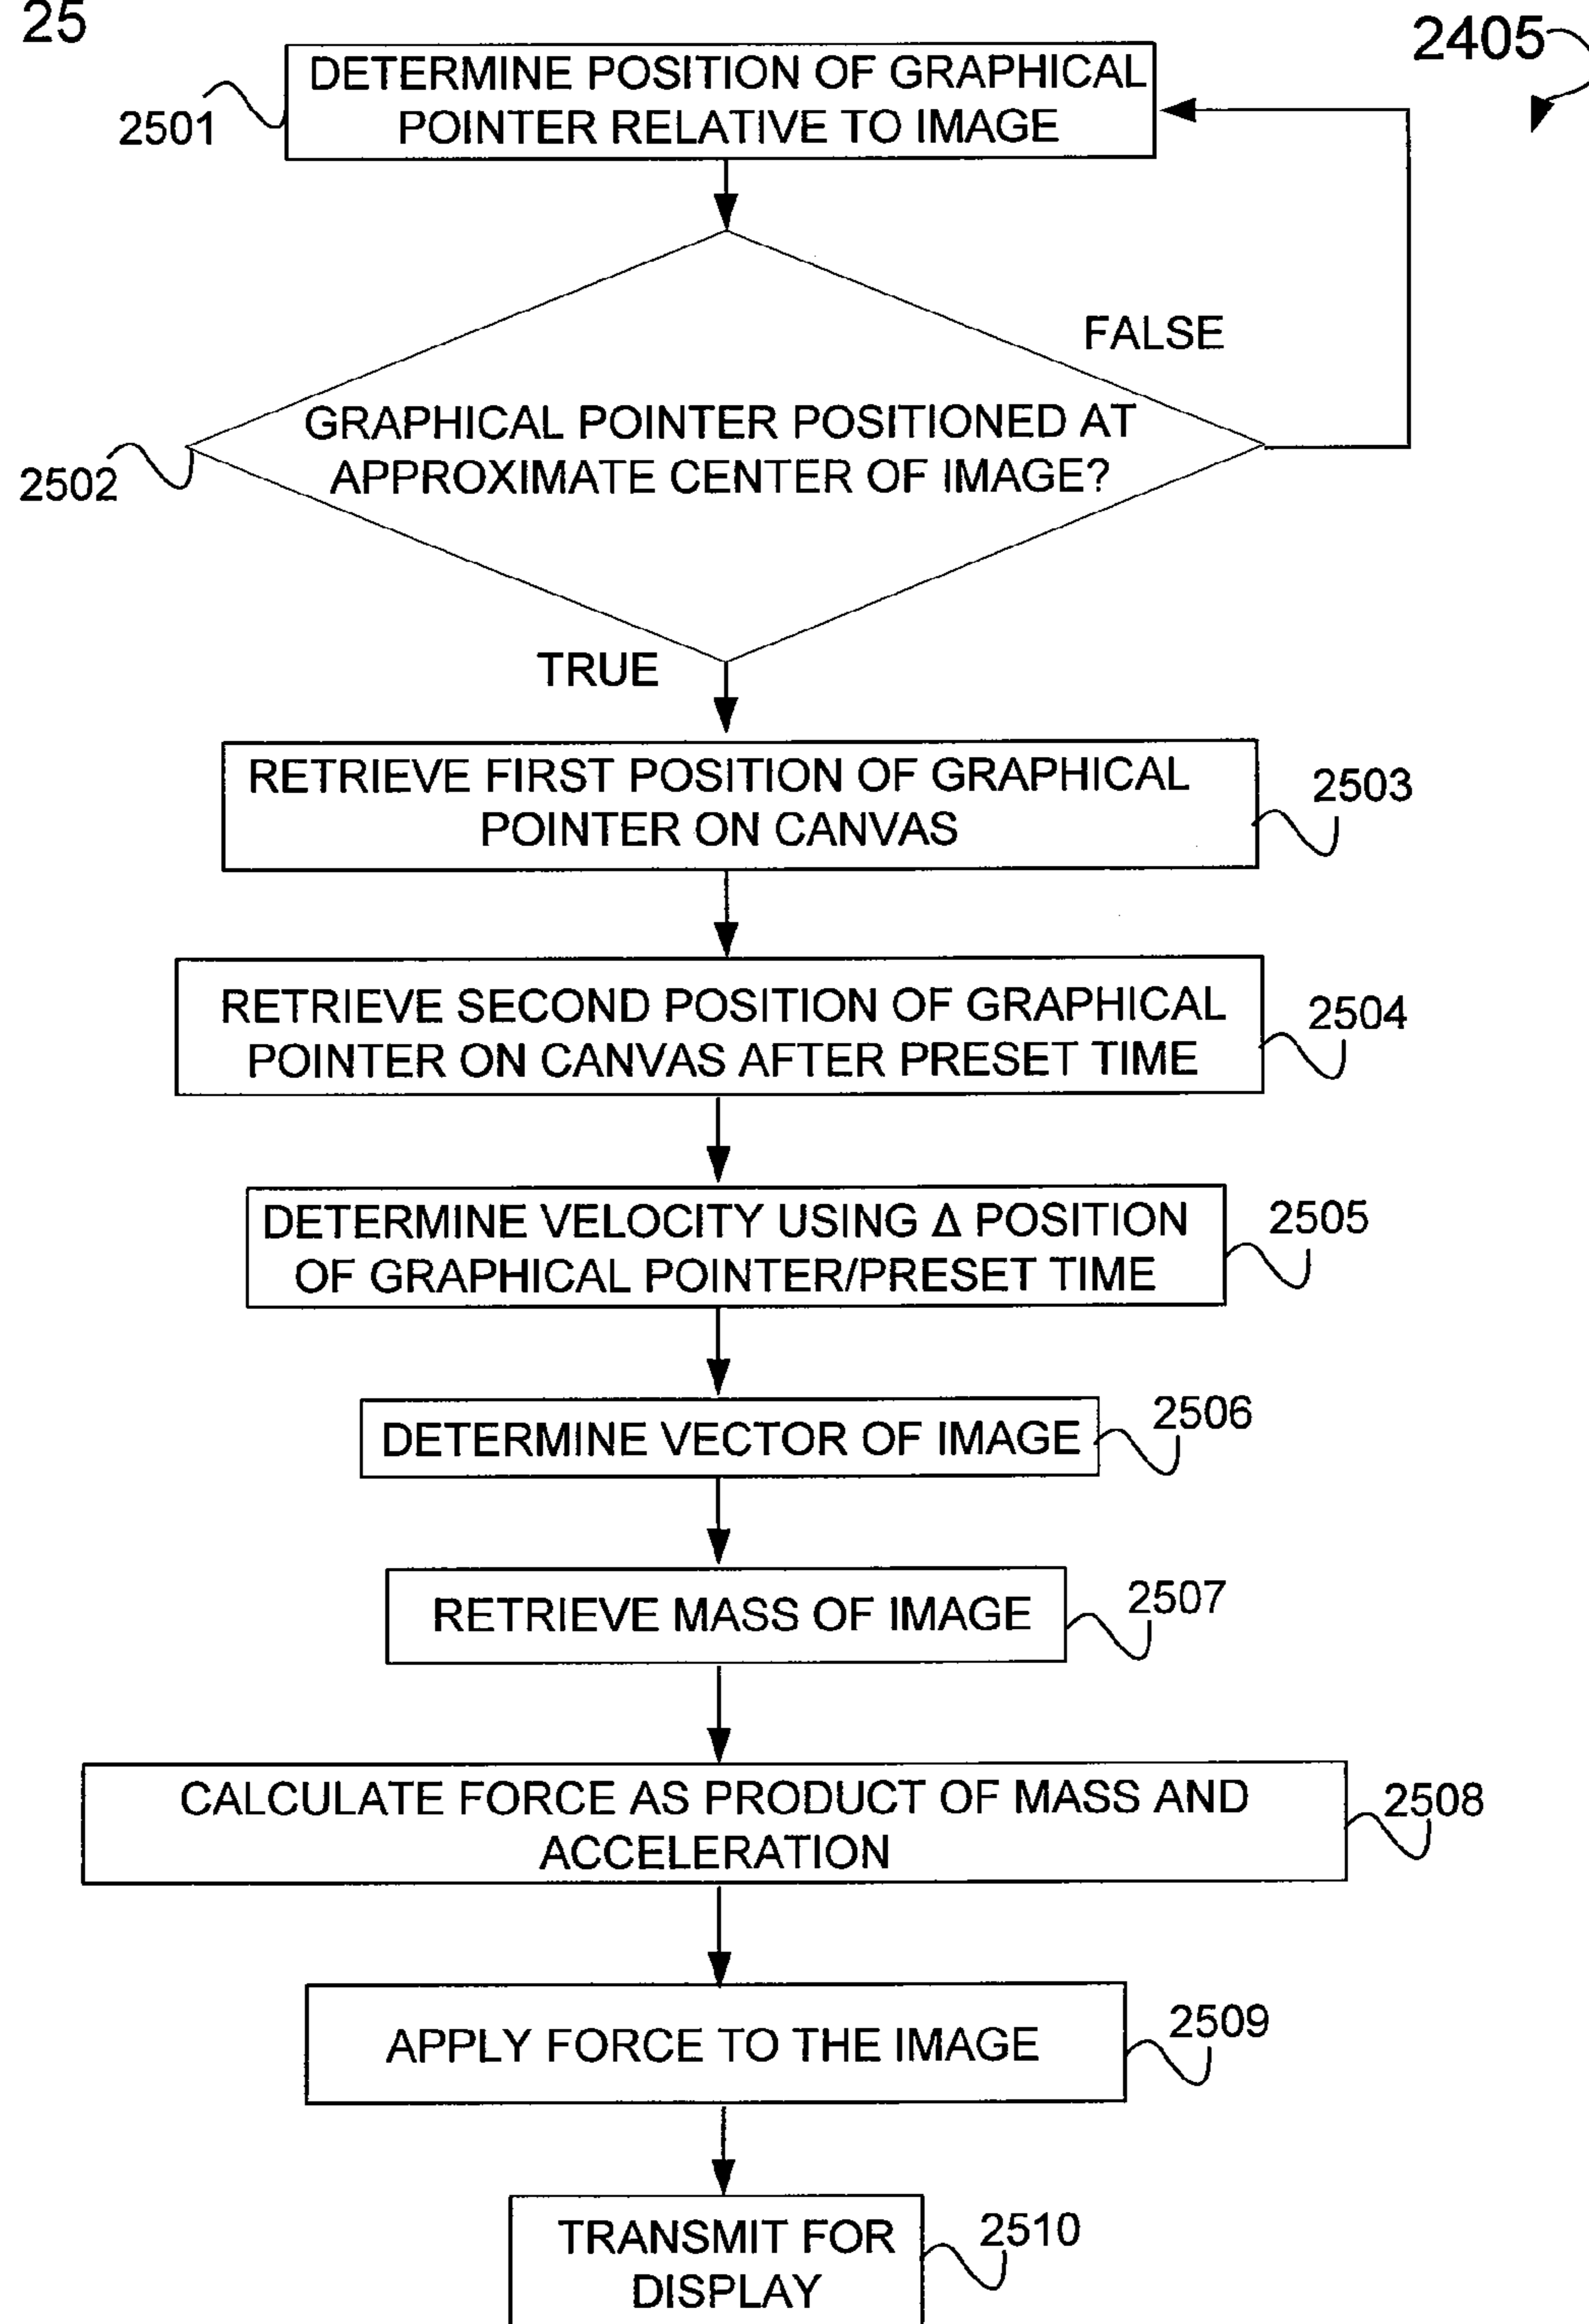 25
2405
DETERMINE POSITION OF GRAPHICAL
POINTER RELATIVE TO IMAGE
2501
FALSE
GRAPHICAL POINTER POSITIONED AT
APPROXIMATE CENTER OF IMAGE?
2502
TRUE
RETRIEVE FIRST POSITION OF GRAPHICAL
POINTER ON CANVAS
2503
RETRIEVE SECOND POSITION OF GRAPHICAL
POINTER ON CANVAS AFTER PRESET TIME
2504
DETERMINE VELOCITY USING Δ POSITION
OF GRAPHICAL POINTER/PRESET TIME
2505
DETERMINE VECTOR OF IMAGE
2506
RETRIEVE MASS OF IMAGE
2507
CALCULATE FORCE AS PRODUCT OF MASS AND
ACCELERATION
2508
APPLY FORCE TO THE IMAGE
2509
TRANSMIT FOR
DISPLAY
2510